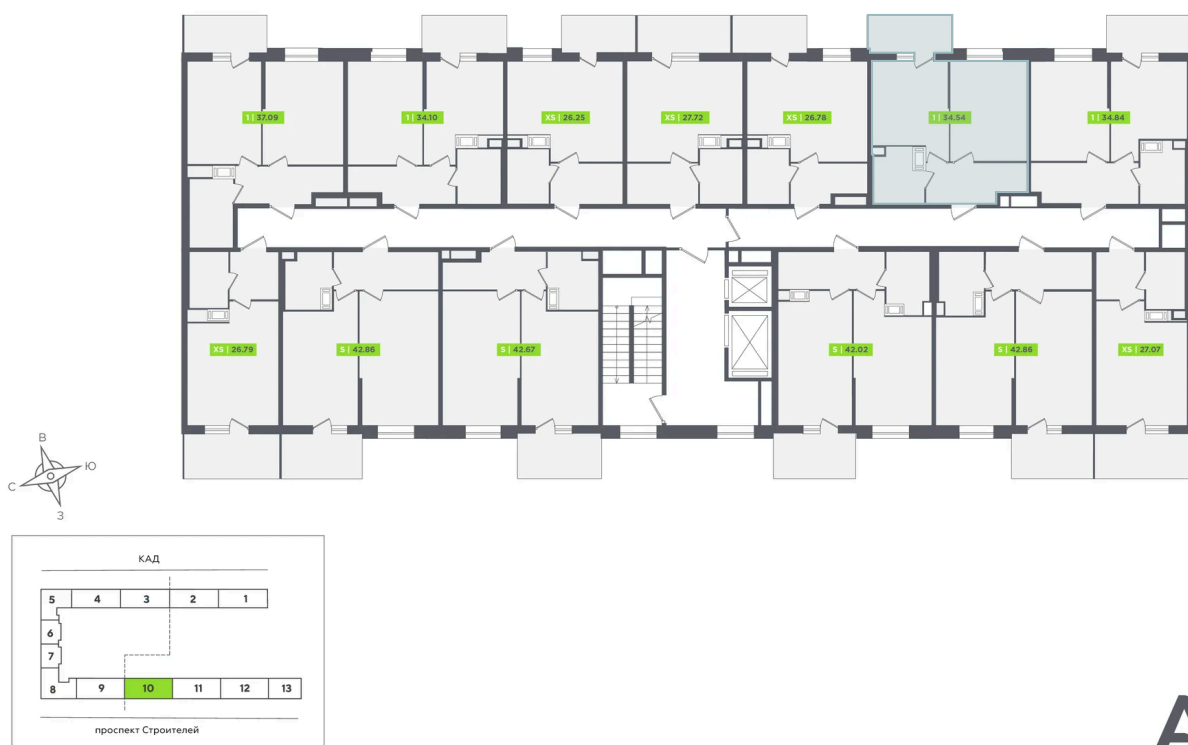 1 | 37.09
1 | 34.10
XS | 26.25
XS | 27.72
XS | 26.78
1 | 34.54
1 | 34.84
XS | 26.79
S | 42.86
S | 42.67
S | 42.02
S | 42.86
XS | 27.07
В
Ю
С
З
КАД
5 4 3 2 1
6
7
8 9 10 11 12 13
проспект Строителей